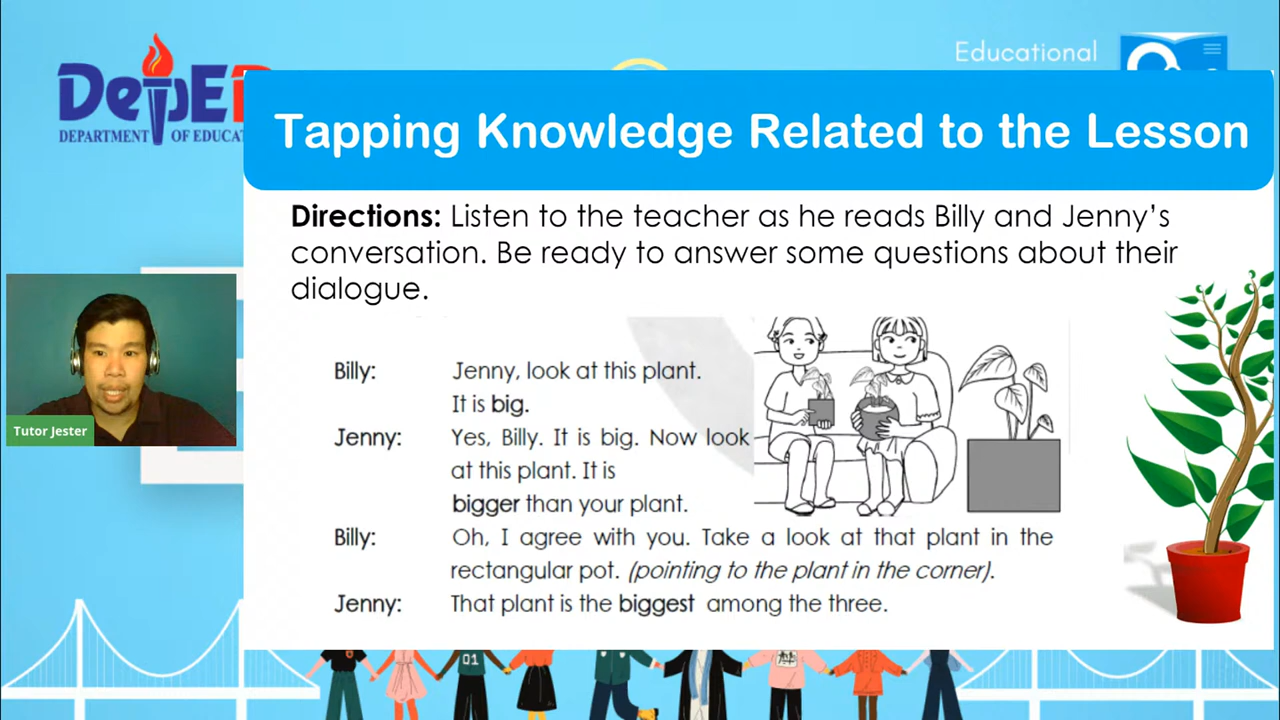 Educational
DepED
DEPARTMENT OF EDUCAT
Tapping Knowledge Related to the Lesson
Directions: Listen to the teacher as he reads Billy and Jenny's
conversation. Be ready to answer some questions about their
dialogue.
Billy: Jenny, look at this plant.
It is big.
Jenny: Yes, Billy. It is big. Now look
at this plant. It is
bigger than your plant.
Billy: Oh, I agree with you. Take a look at that plant in the
rectangular pot. (pointing to the plant in the corner).
Jenny: That plant is the biggest among the three.
Tutor Jester
01